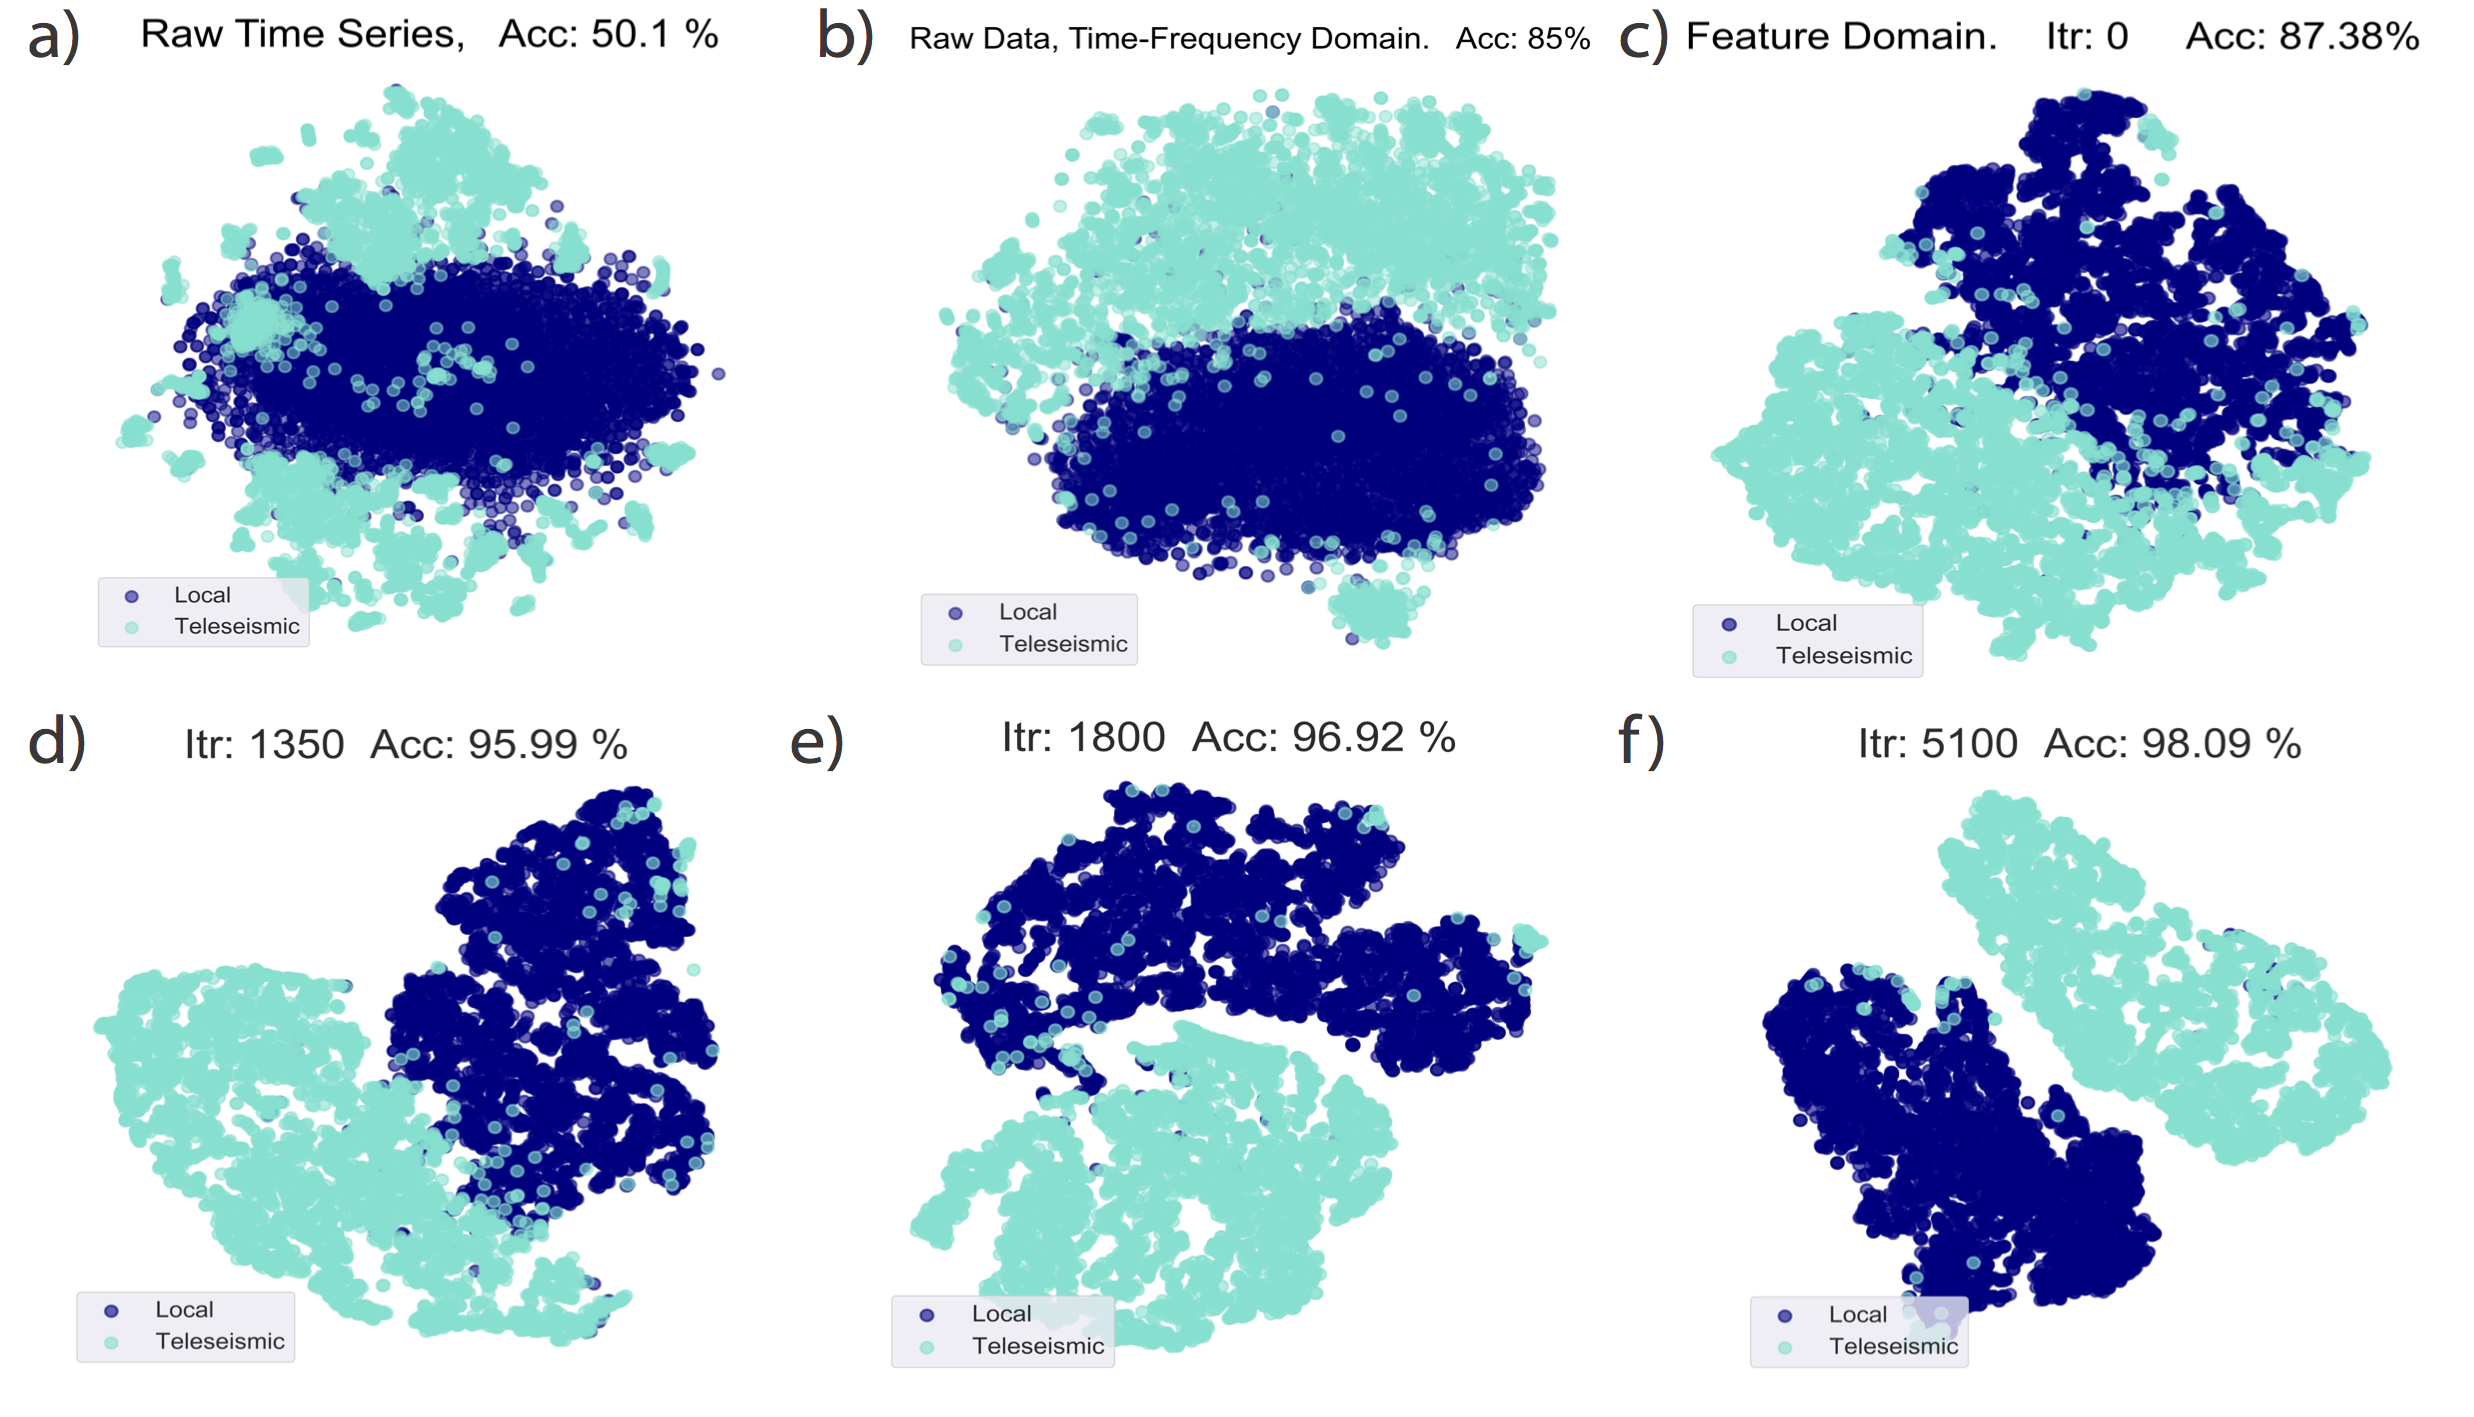 a) Raw Time Series, Acc: 50.1 %
Local
Teleseismic
b) Raw Data, Time-Frequency Domain. Acc: 85%
Local
Teleseismic
c) Feature Domain. Itr: 0 Acc: 87.38%
Local
Teleseismic
d) Itr: 1350 Acc: 95.99 %
Local
Teleseismic
e) Itr: 1800 Acc: 96.92 %
Local
Teleseismic
f) Itr: 5100 Acc: 98.09 %
Local
Teleseismic